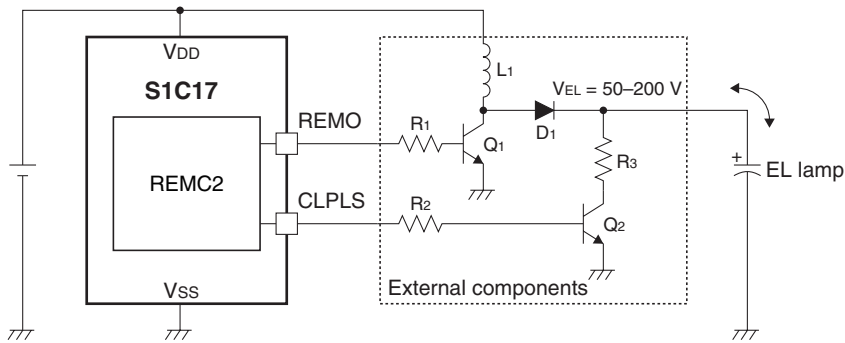 VDD
S1C17
REMC2
REMO
CLPLS
VSS
L1
VEL = 50–200 V
R1
Q1
D1
R3
R2
Q2
+
EL lamp
External components